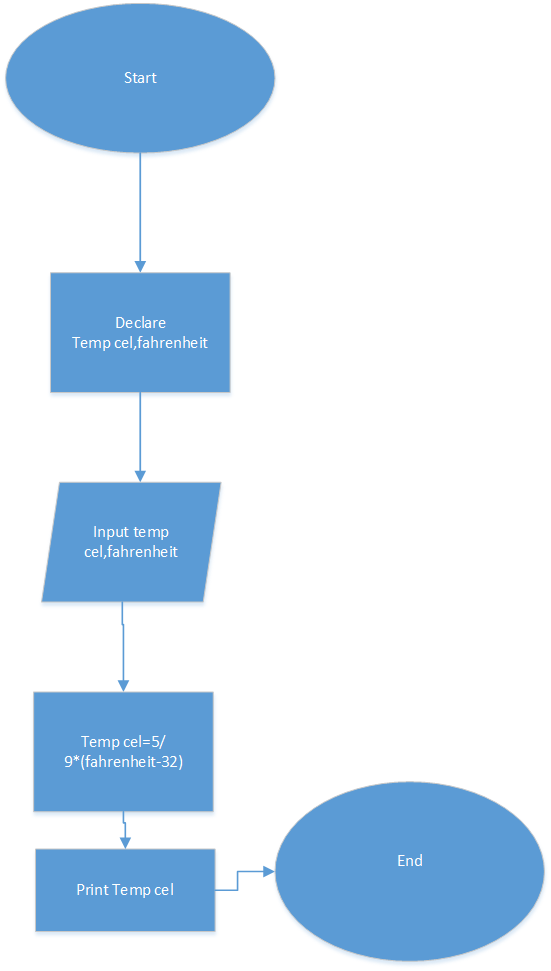 Start
Declare
Temp cel,fahrenheit
Input temp
cel,fahrenheit
Temp cel=5/
9*(fahrenheit-32)
Print Temp cel
End